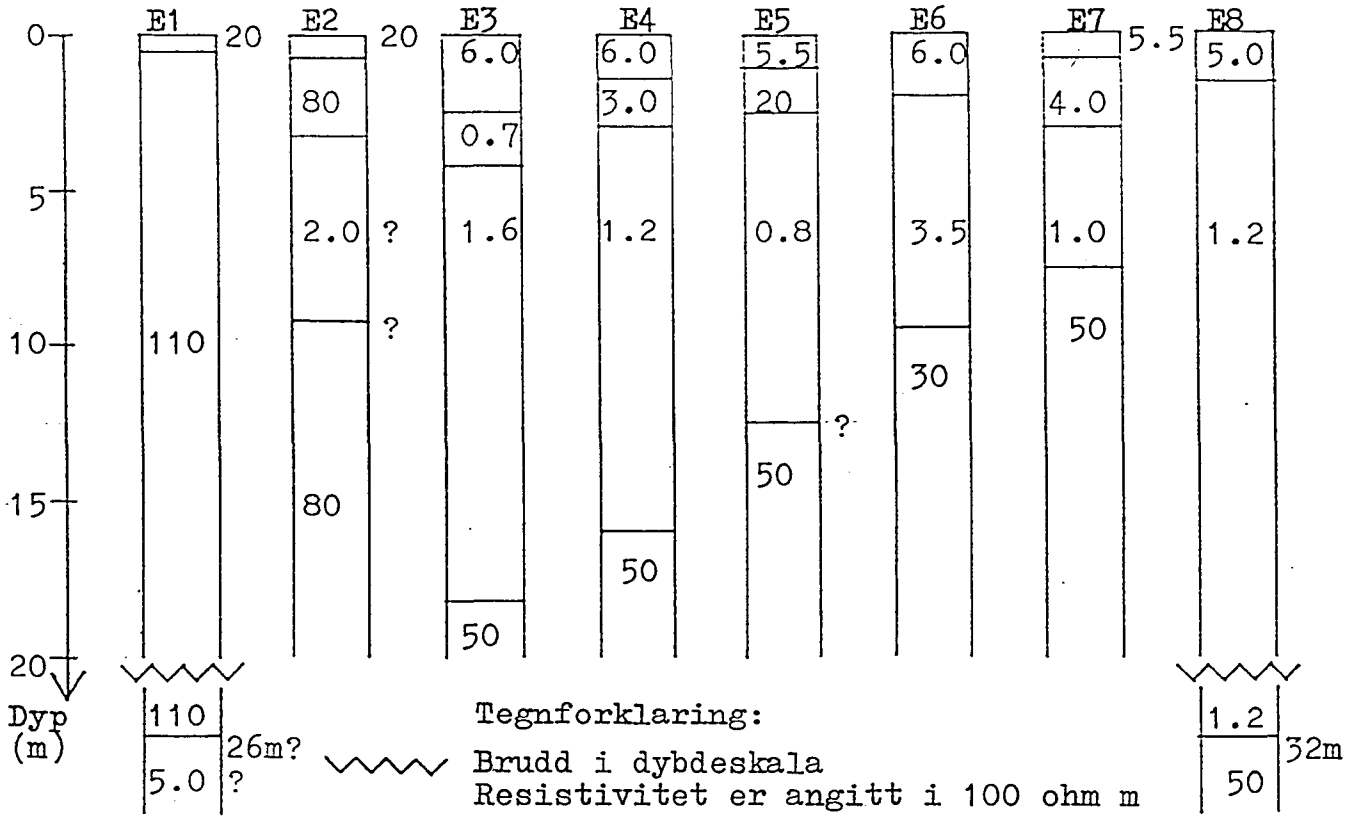 E1 E2 E3 E4 E5 E6 E7 E8
0 20 20 6.0 6.0 5.5 6.0 5.5 5.0
80 3.0 20 4.0
0.7
5
2.0 ? 1.6 1.2 0.8 3.5 1.0 1.2
10 110 ? 50
30
?
80 50
15
50
50
20
Dyp 110 Tegnforklaring: 1.2
(m) 26m? Brudd i dybdeskala 32m
5.0 ? Resistivitet er angitt i 100 ohm m 50